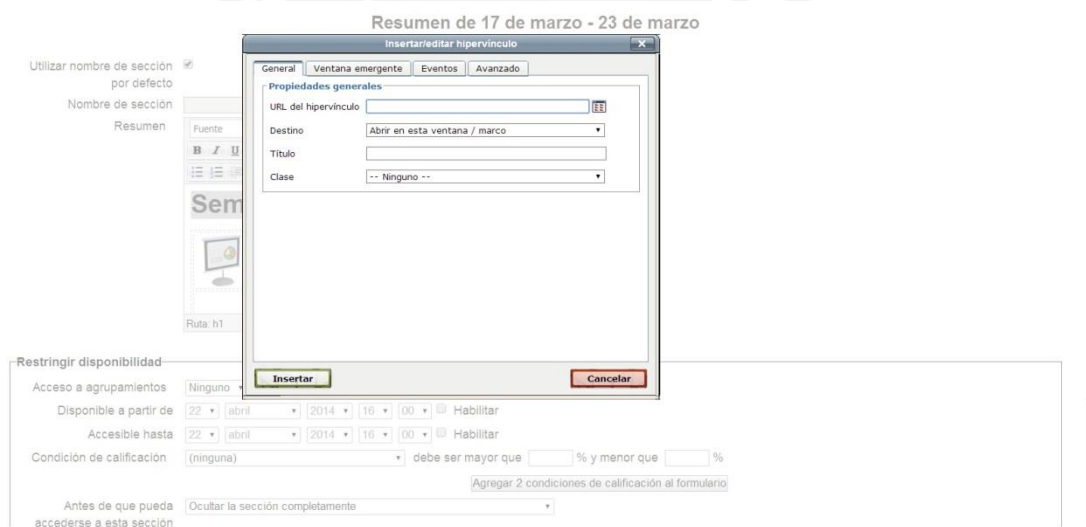 Resumen de 17 de marzo - 23 de marzo
Insertar/editar hipervínculo
X
General Ventana emergente Eventos Avanzado
Propiedades generales
URL del hipervínculo
Destino Abrir en esta ventana / marco
Título
Clase -- Ninguno --
Insertar Cancelar
Utilizar nombre de sección
por defecto
Nombre de sección
Resumen Fuente
B I U
Sem
Ruta: h1
Restringir disponibilidad
Acceso a agrupamientos Ninguno
Disponible a partir de 22 abril 2014 16 00 Habilitar
Accesible hasta 22 abril 2014 16 00 Habilitar
Condición de calificación (ninguna) debe ser mayor que % y menor que %
Agregar 2 condiciones de calificación al formulario
Antes de que pueda Ocultar la sección completamente
accederse a esta sección